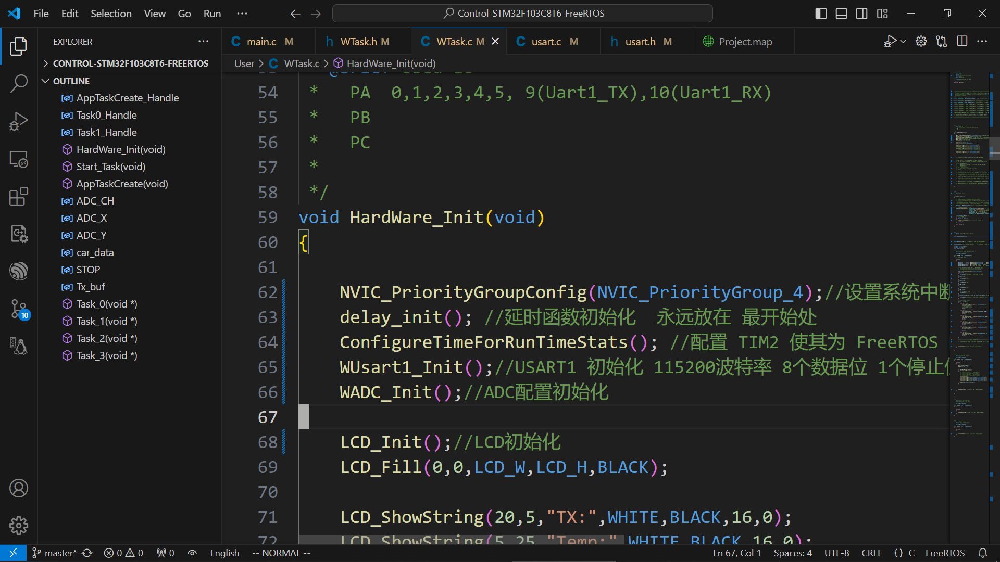 File Edit Selection View Go Run ···
Control-STM32F103C8T6-FreeRTOS
EXPLORER
CONTROL-STM32F103C8T6-FREERTOS
OUTLINE
AppTaskCreate_Handle
Task0_Handle
Task1_Handle
HardWare_Init(void)
Start_Task(void)
AppTaskCreate(void)
ADC_CH
ADC_X
ADC_Y
car_data
STOP
Tx_buf
Task_0(void *)
Task_1(void *)
Task_2(void *)
Task_3(void *)
10
main.c M WTask.h M WTask.c M usart.c M usart.h M Project.map
User > C WTask.c > HardWare_Init(void)
54 * PA 0,1,2,3,4,5, 9(Uart1_TX),10(Uart1_RX)
55 * PB
56 * PC
57 *
58 */
59 void HardWare_Init(void)
60 {
61
62 NVIC_PriorityGroupConfig(NVIC_PriorityGroup_4);//设置系统中断
63 delay_init(); //延时函数初始化 永远放在 最开始处
64 ConfigureTimeForRunTimeStats(); //配置 TIM2 使其为 FreeRTOS
65 WUsart1_Init();//USART1 初始化 115200波特率 8个数据位 1个停止位
66 WADC_Init();//ADC配置初始化
67
68 LCD_Init();//LCD初始化
69 LCD_Fill(0,0,LCD_W,LCD_H,BLACK);
70
71 LCD_ShowString(20,5,"TX:",WHITE,BLACK,16,0);
72 LCD_ShowString(5,25,"Temp:",WHITE,BLACK,16,0);
master* 0 0 0 English -- NORMAL -- Ln 67, Col 1 Spaces: 4 UTF-8 CRLF {} C FreeRTOS